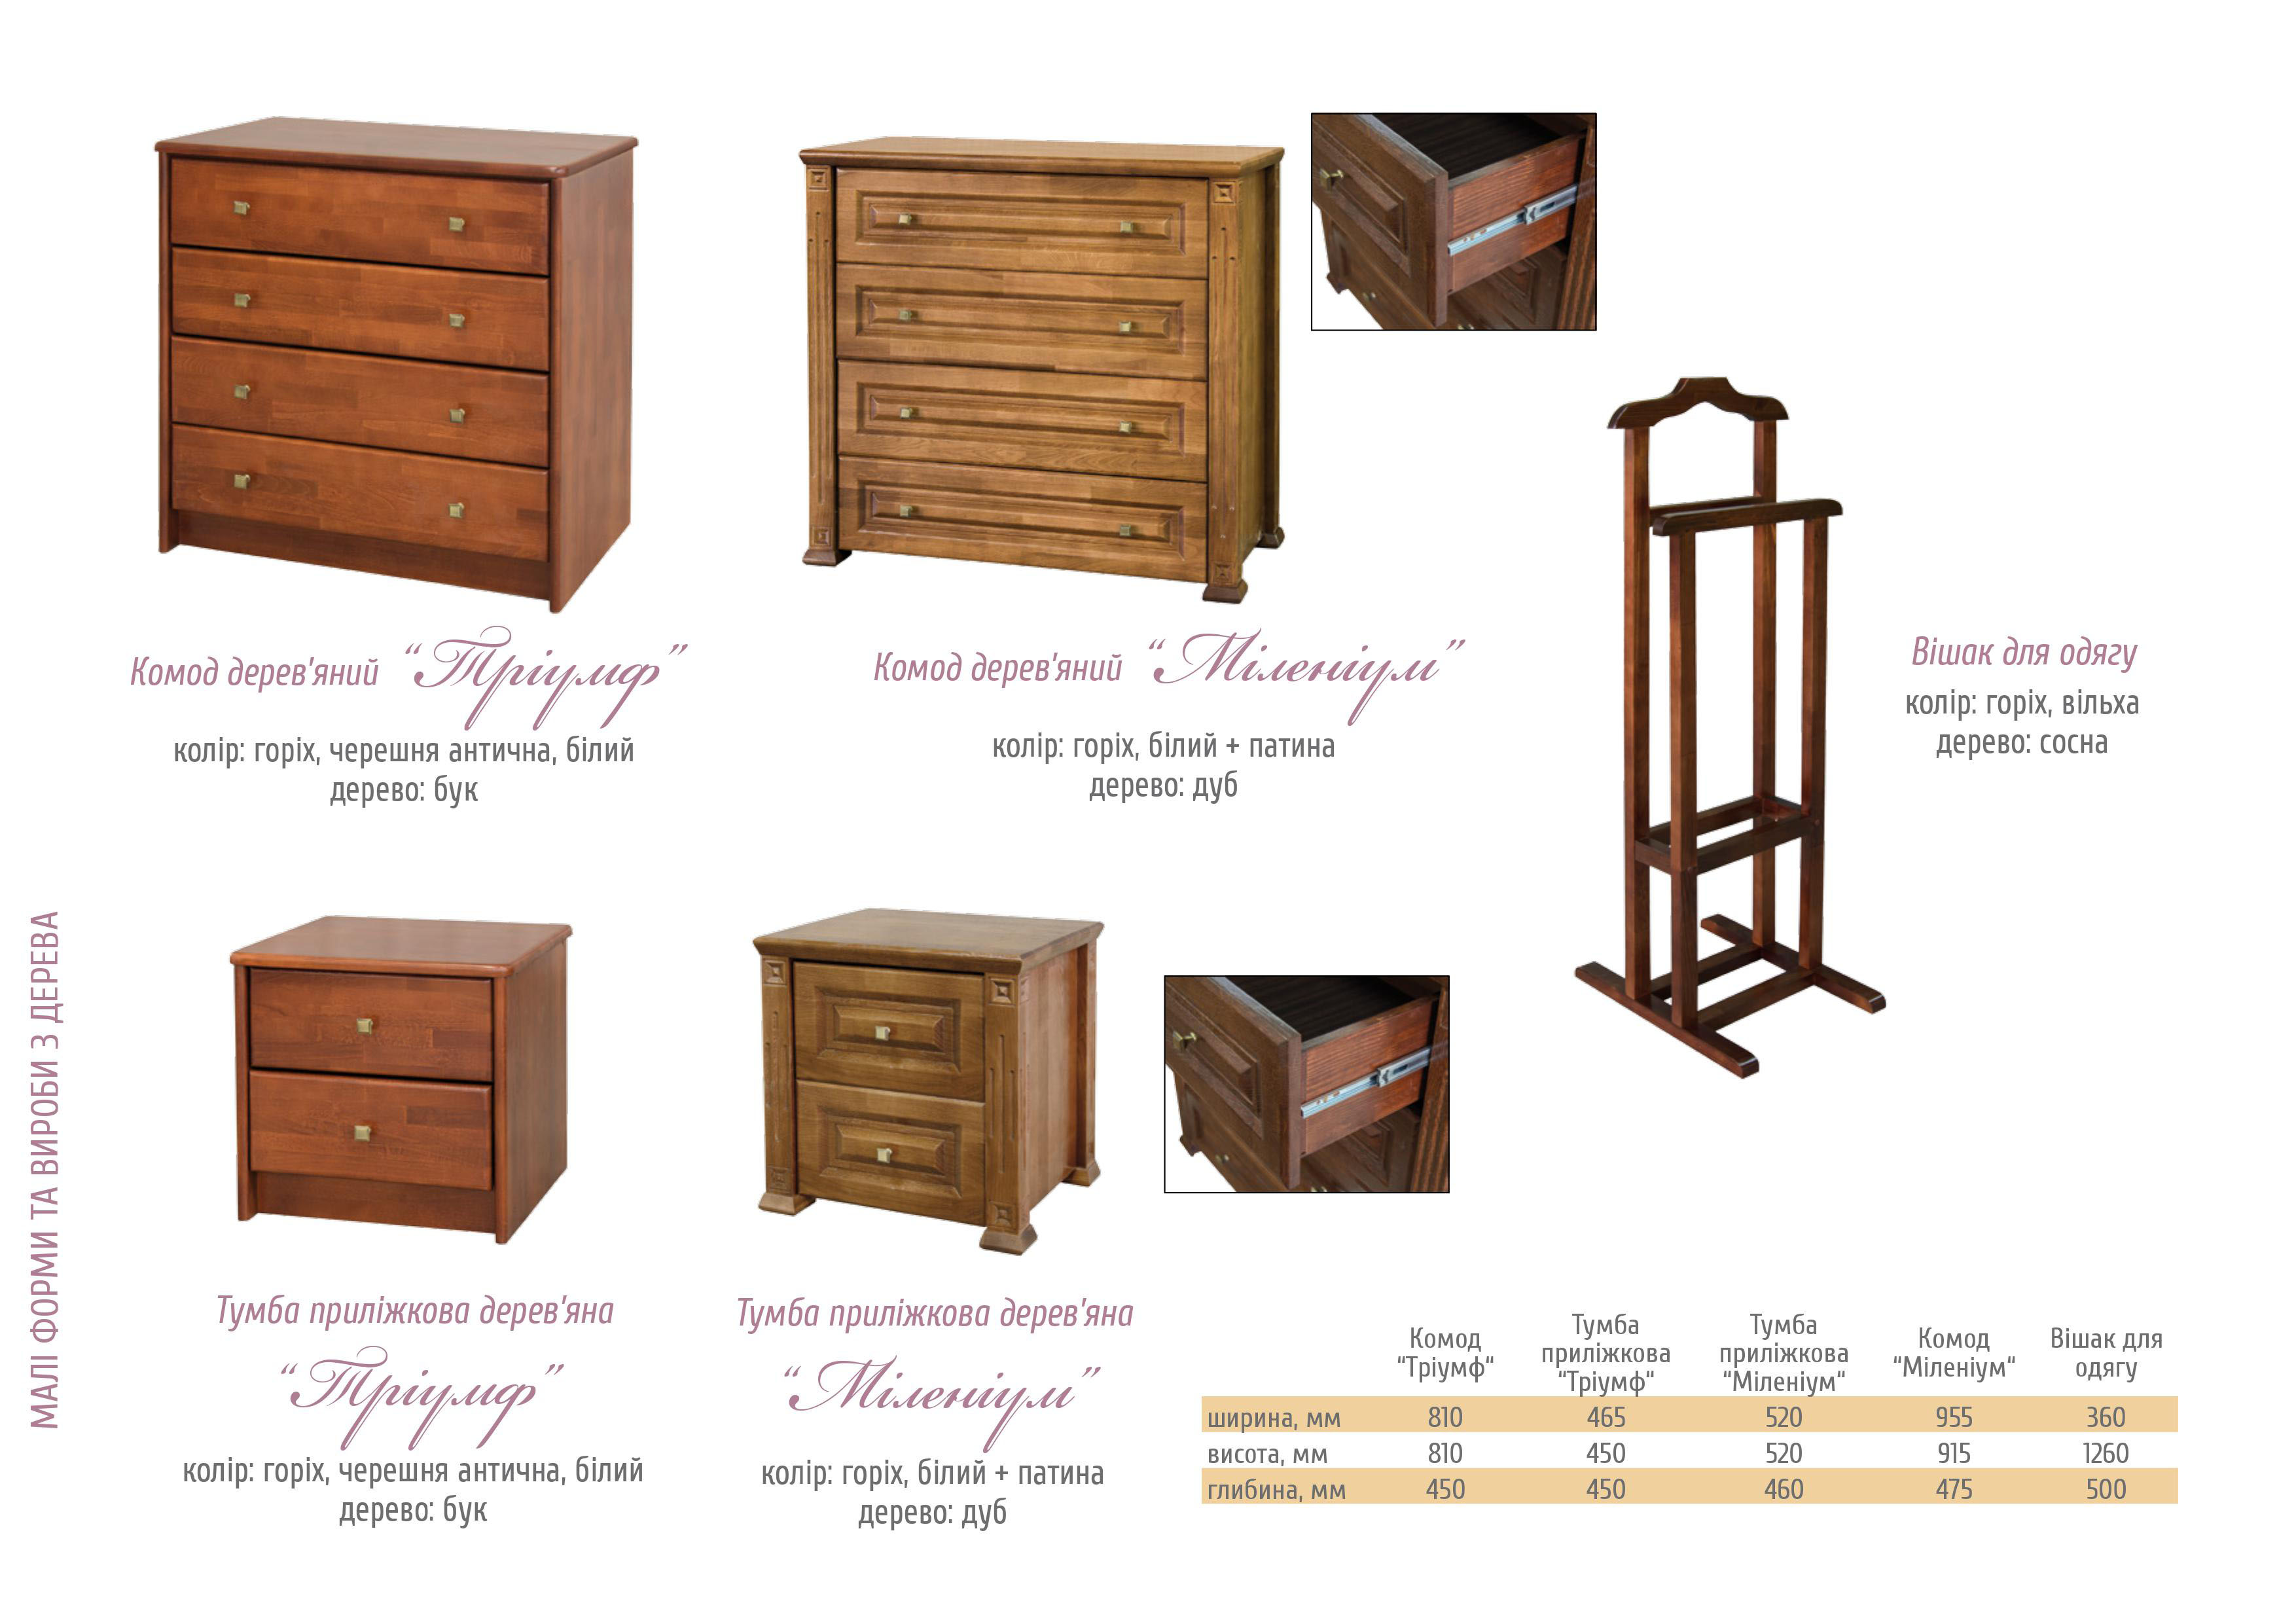 Комод дерев'яний “Тріумф”
колір: горіх, черешня антична, білий
дерево: бук
Комод дерев'яний “Міленіум”
колір: горіх, білий + патина
дерево: дуб
Вішак для одягу
колір: горіх, вільха
дерево: сосна
МАЛІ ФОРМИ ТА ВИРОБИ З ДЕРЕВА
Тумба приліжкова дерев'яна
“Тріумф”
колір: горіх, черешня антична, білий
дерево: бук
Тумба приліжкова дерев'яна
“Міленіум”
колір: горіх, білий + патина
дерево: дуб
Комод “Тріумф“ Тумба приліжкова “Тріумф“ Тумба приліжкова “Міленіум“ Комод “Міленіум“ Вішак для одягу
ширина, мм 810 465 520 955 360
висота, мм 810 450 520 915 1260
глибина, мм 450 450 460 475 500